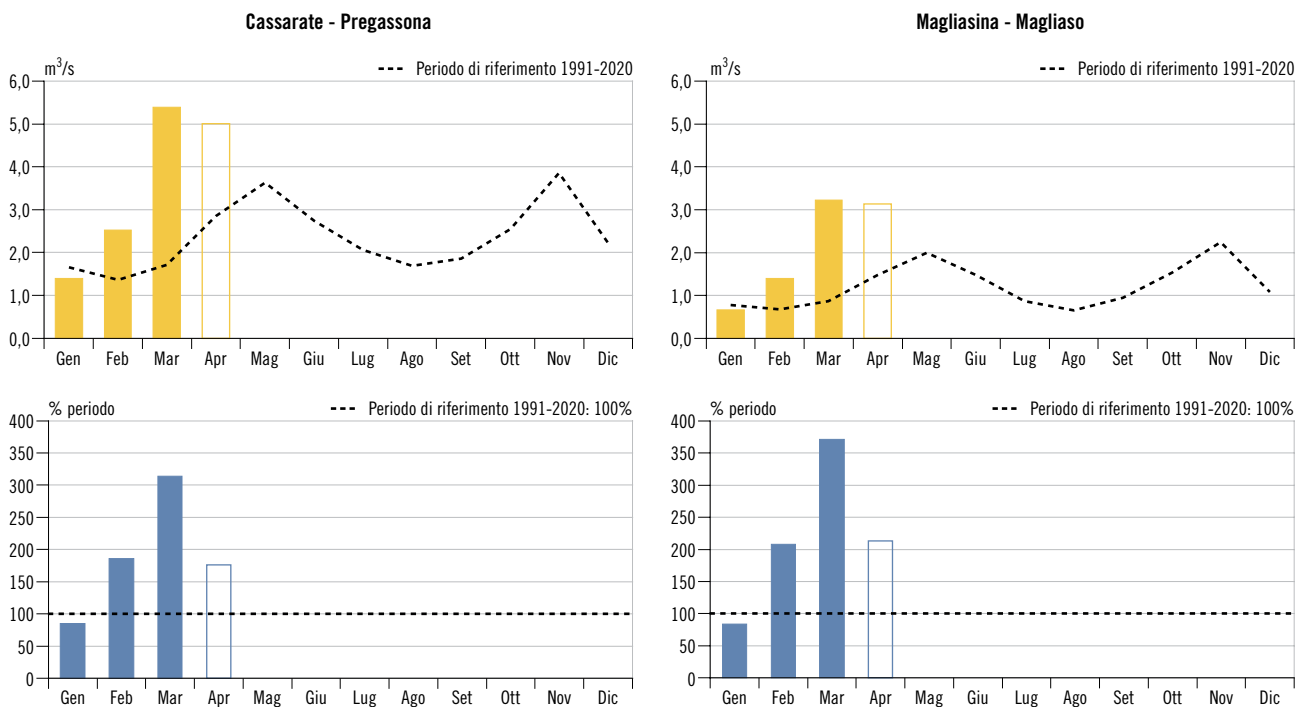 Cassarate - Pregassona
m³/s
Periodo di riferimento 1991-2020
6,0
5,0
4,0
3,0
2,0
1,0
0,0
Gen Feb Mar Apr Mag Giu Lug Ago Set Ott Nov Dic
% periodo
Periodo di riferimento 1991-2020: 100%
400
350
300
250
200
150
100
50
0
Gen Feb Mar Apr Mag Giu Lug Ago Set Ott Nov Dic
Magliasina - Magliaso
m³/s
Periodo di riferimento 1991-2020
6,0
5,0
4,0
3,0
2,0
1,0
0,0
Gen Feb Mar Apr Mag Giu Lug Ago Set Ott Nov Dic
% periodo
Periodo di riferimento 1991-2020: 100%
400
350
300
250
200
150
100
50
0
Gen Feb Mar Apr Mag Giu Lug Ago Set Ott Nov Dic